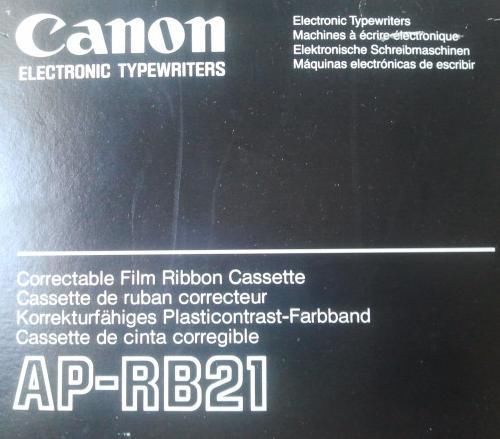 Canon
ELECTRONIC TYPEWRITERS
Electronic Typewriters
Machines à écrire électronique
Elektronische Schreibmaschinen
Máquinas electrónicas de escribir
Correctable Film Ribbon Cassette
Cassette de ruban correcteur
Korrekturfähiges Plasticontrast-Farbband
Cassette de cinta corregible
AP-RB21